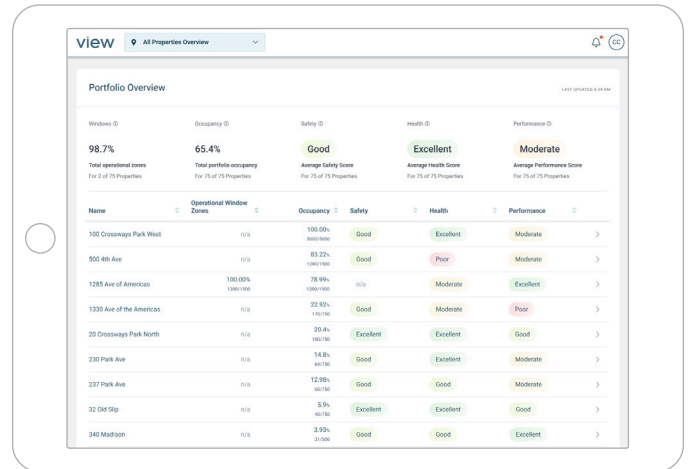 view All Properties Overview CC
Portfolio Overview LAST UPDATED 8:34 AM
Windows Occupancy Safety Health Performance
98.7% 65.4% Good Excellent Moderate
Total operational zones Total portfolio occupancy Average Safety Score Average Health Score Average Performance Score
For 2 of 75 Properties For 75 of 75 Properties For 75 of 75 Properties For 75 of 75 Properties For 75 of 75 Properties
Name Operational Window Zones Occupancy Safety Health Performance
100 Crossways Park West n/a 100.00% Good Excellent Moderate
5000/5000
500 4th Ave n/a 83.22% Good Poor Moderate
1290/1500
1285 Ave of Americas 100.00% 78.99% n/a Moderate Excellent
1200/1500
1330 Ave of the Americas n/a 22.92% Good Moderate Poor
170/750
20 Crossways Park North n/a 20.4% Excellent Excellent Good
160/750
230 Park Ave n/a 14.8% Good Excellent Moderate
64/750
237 Park Ave n/a 12.98% Good Good Moderate
60/750
32 Old Slip n/a 5.9% Excellent Excellent Good
40/750
340 Madison n/a 3.93% Good Good Excellent
31/500